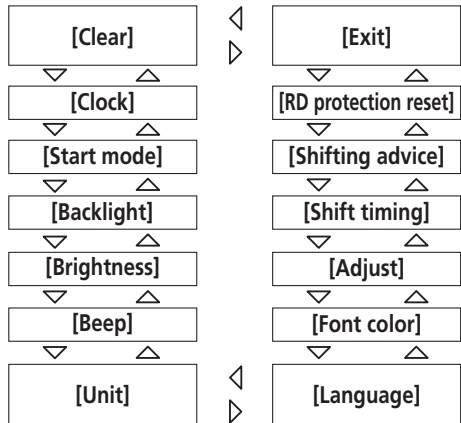 [Clear]
[Clock]
[Start mode]
[Backlight]
[Brightness]
[Beep]
[Unit]
[Exit]
[RD protection reset]
[Shifting advice]
[Shift timing]
[Adjust]
[Font color]
[Language]